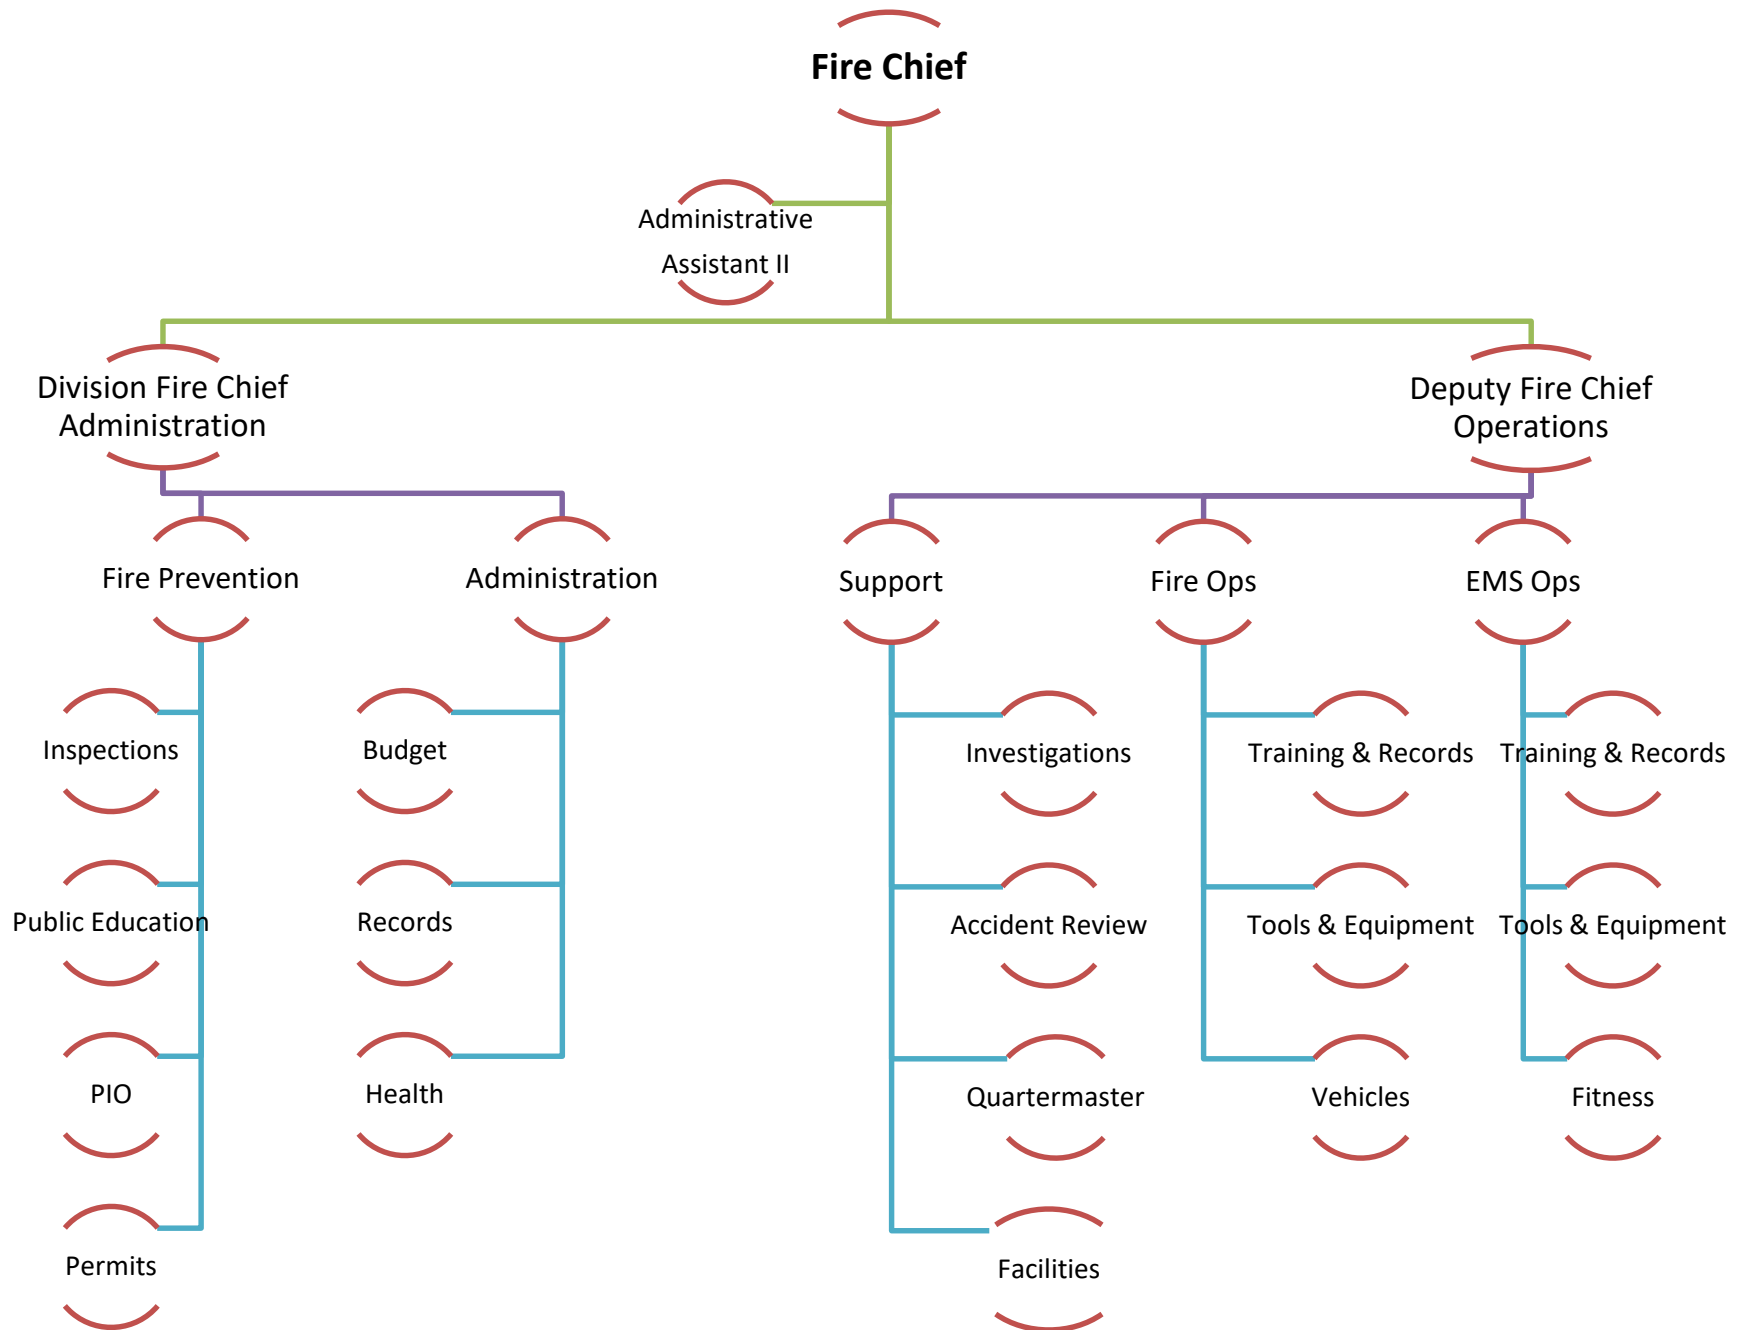 Fire Chief
Administrative
Assistant II
Division Fire Chief
Administration
Deputy Fire Chief
Operations
Fire Prevention
Administration
Support
Fire Ops
EMS Ops
Inspections
Budget
Investigations
Training & Records
Training & Records
Public Education
Records
Accident Review
Tools & Equipment
Tools & Equipment
PIO
Health
Quartermaster
Vehicles
Fitness
Permits
Facilities